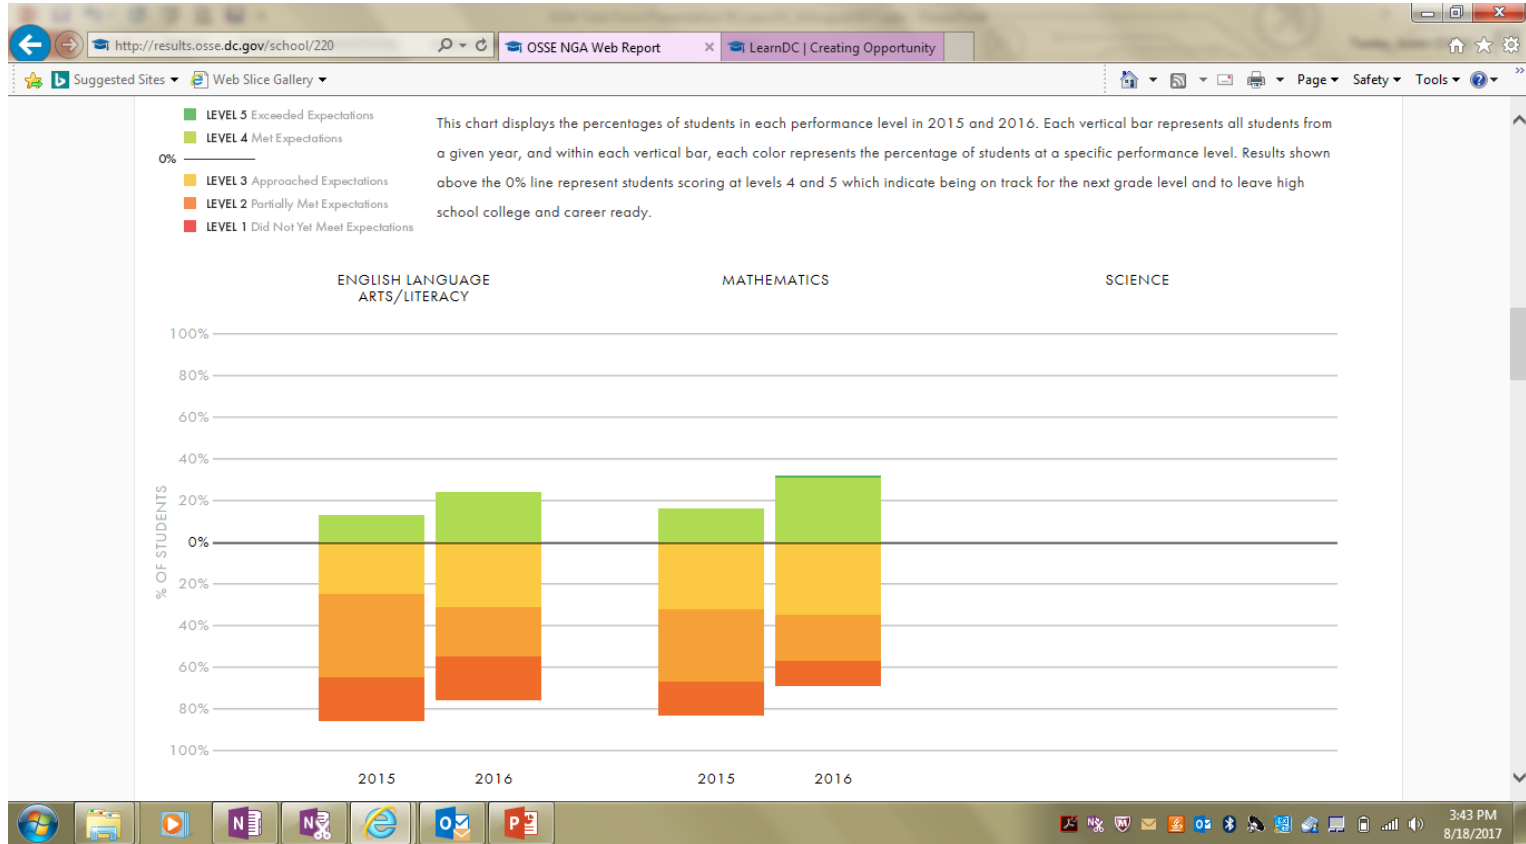 http://results.osse.dc.gov/school/220
OSSE NGA Web Report
LearnDC | Creating Opportunity
Suggested Sites
Web Slice Gallery
Page
Safety
Tools
LEVEL 5 Exceeded Expectations
LEVEL 4 Met Expectations
0%
LEVEL 3 Approached Expectations
LEVEL 2 Partially Met Expectations
LEVEL 1 Did Not Yet Meet Expectations
This chart displays the percentages of students in each performance level in 2015 and 2016. Each vertical bar represents all students from
a given year, and within each vertical bar, each color represents the percentage of students at a specific performance level. Results shown
above the 0% line represent students scoring at levels 4 and 5 which indicate being on track for the next grade level and to leave high
school college and career ready.
ENGLISH LANGUAGE
ARTS/LITERACY
MATHEMATICS
SCIENCE
100%
80%
60%
40%
20%
0%
20%
40%
60%
80%
100%
% OF STUDENTS
2015
2016
2015
2016
3:43 PM
8/18/2017